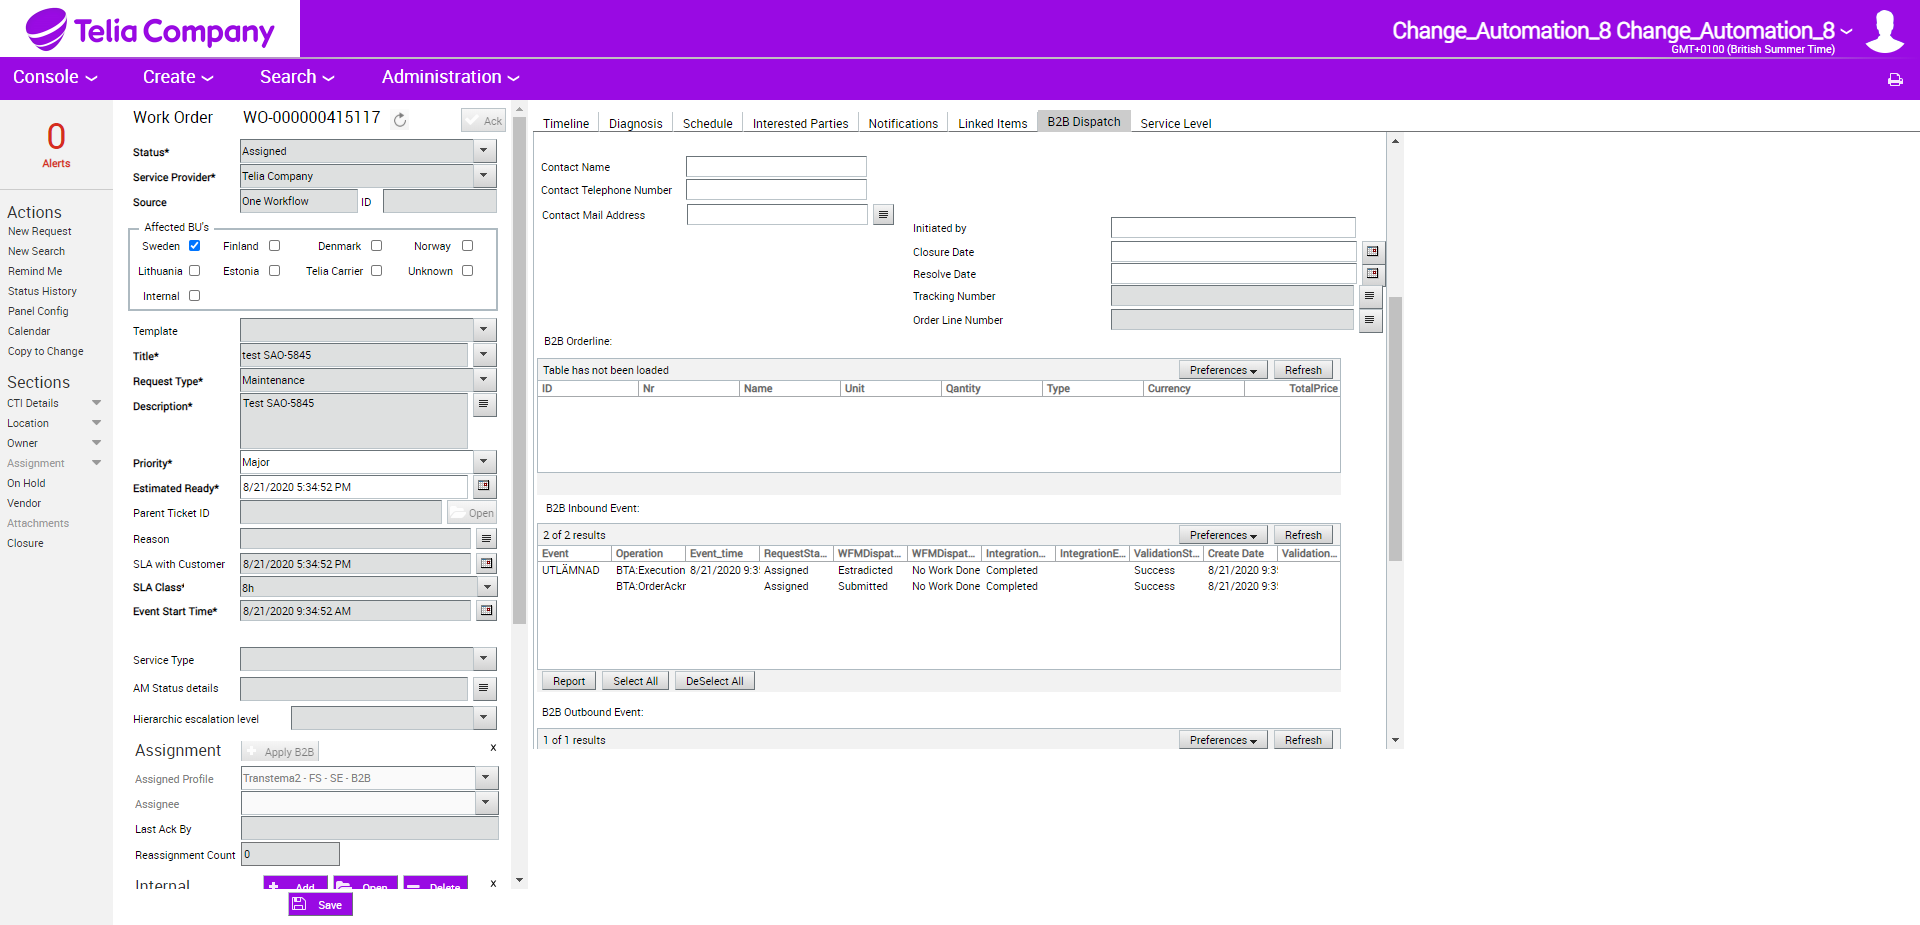 Telia Company
Change_Automation_8 Change_Automation_8
GMT+0100 (British Summer Time)
Console
Create
Search
Administration
0
Alerts
Actions
New Request
New Search
Remind Me
Status History
Panel Config
Calendar
Copy to Change
Sections
CTI Details
Location
Owner
Assignment
On Hold
Vendor
Attachments
Closure
Work Order WO-000000415117 Ack
Status* Assigned
Service Provider* Telia Company
Source One Workflow ID
Affected BU's
Sweden Finland Denmark Norway
Lithuania Estonia Telia Carrier Unknown
Internal
Template
Title* test SAO-5845
Request Type* Maintenance
Description* Test SAO-5845
Priority* Major
Estimated Ready* 8/21/2020 5:34:52 PM
Parent Ticket ID Open
Reason
SLA with Customer 8/21/2020 5:34:52 PM
SLA Class* 8h
Event Start Time* 8/21/2020 9:34:52 AM
Service Type
AM Status details
Hierarchic escalation level
Assignment Apply B2B x
Assigned Profile Transtema2 - FS - SE - B2B
Assignee
Last Ack By
Reassignment Count 0
Internal Add Open Delete x
Save
Timeline Diagnosis Schedule Interested Parties Notifications Linked Items B2B Dispatch Service Level
Contact Name
Contact Telephone Number
Contact Mail Address
Initiated by
Closure Date
Resolve Date
Tracking Number
Order Line Number
B2B Orderline:
Table has not been loaded Preferences Refresh
ID Nr Name Unit Qantity Type Currency TotalPrice
B2B Inbound Event:
2 of 2 results Preferences Refresh
Event Operation Event_time RequestSta... WFMDispat... WFMDispat... Integration... IntegrationE... ValidationSt... Create Date Validation...
UTLÄMNAD BTA:Execution 8/21/2020 9:3 Assigned Estradicted No Work Done Completed Success 8/21/2020 9:3
BTA:OrderAckr Assigned Submitted No Work Done Completed Success 8/21/2020 9:3
Report Select All DeSelect All
B2B Outbound Event:
1 of 1 results Preferences Refresh